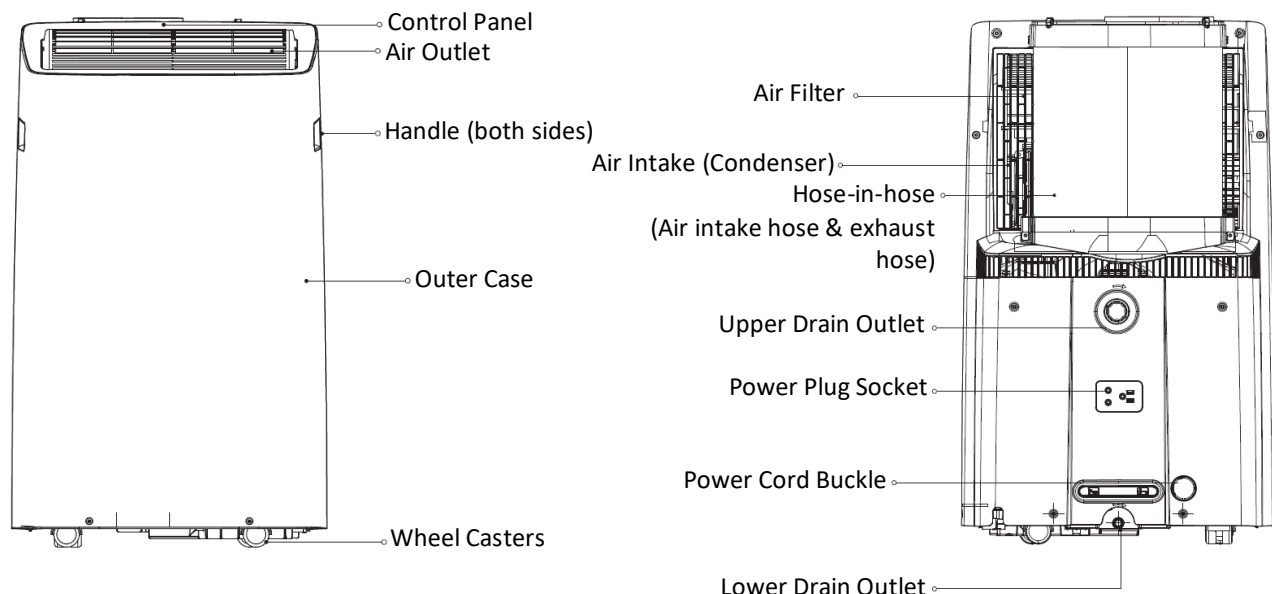 Control Panel
Air Outlet
Handle (both sides)
Outer Case
Wheel Casters
Air Filter
Air Intake (Condenser)
Hose-in-hose
(Air intake hose & exhaust
hose)
Upper Drain Outlet
Power Plug Socket
Power Cord Buckle
Lower Drain Outlet